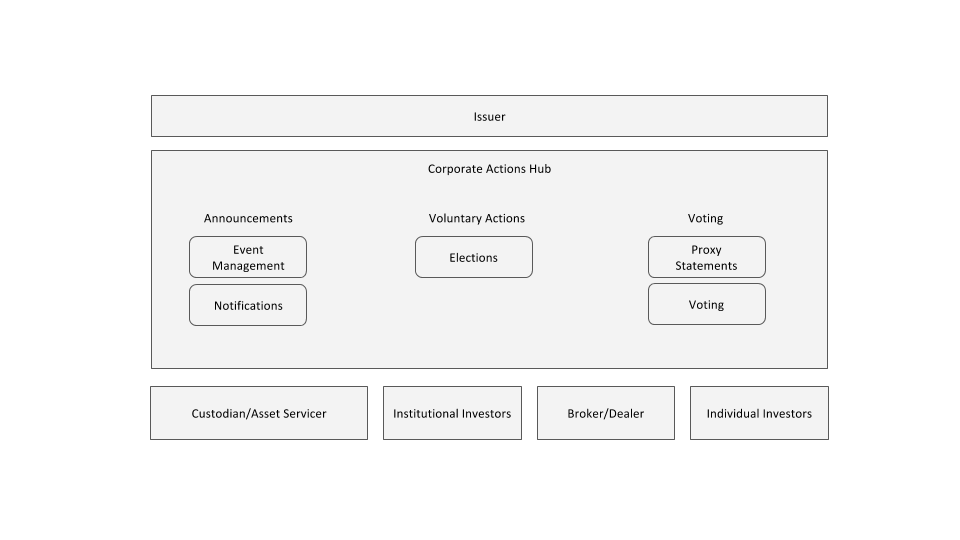 Issuer
Corporate Actions Hub
Announcements
Event
Management
Notifications
Voluntary Actions
Elections
Voting
Proxy
Statements
Voting
Custodian/Asset Servicer
Institutional Investors
Broker/Dealer
Individual Investors